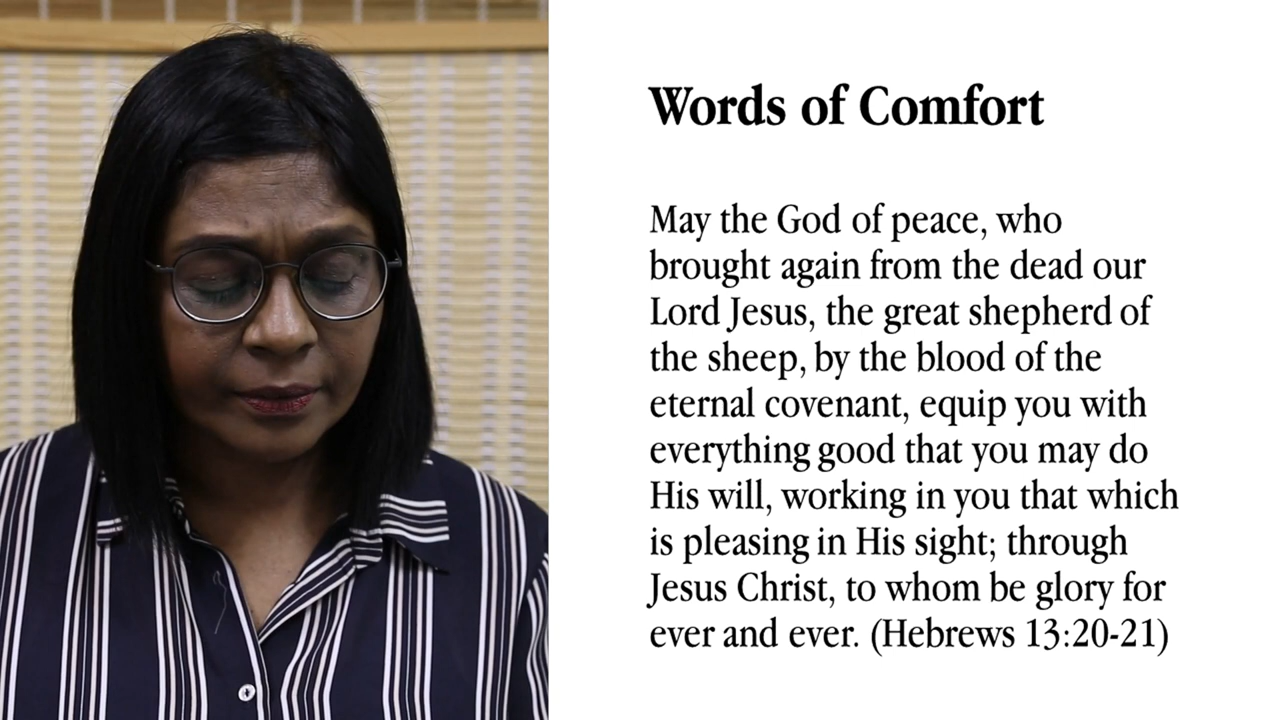 Words of Comfort
May the God of peace, who
brought again from the dead our
Lord Jesus, the great shepherd of
the sheep, by the blood of the
eternal covenant, equip you with
everything good that you may do
His will, working in you that which
is pleasing in His sight; through
Jesus Christ, to whom be glory for
ever and ever. (Hebrews 13:20-21)